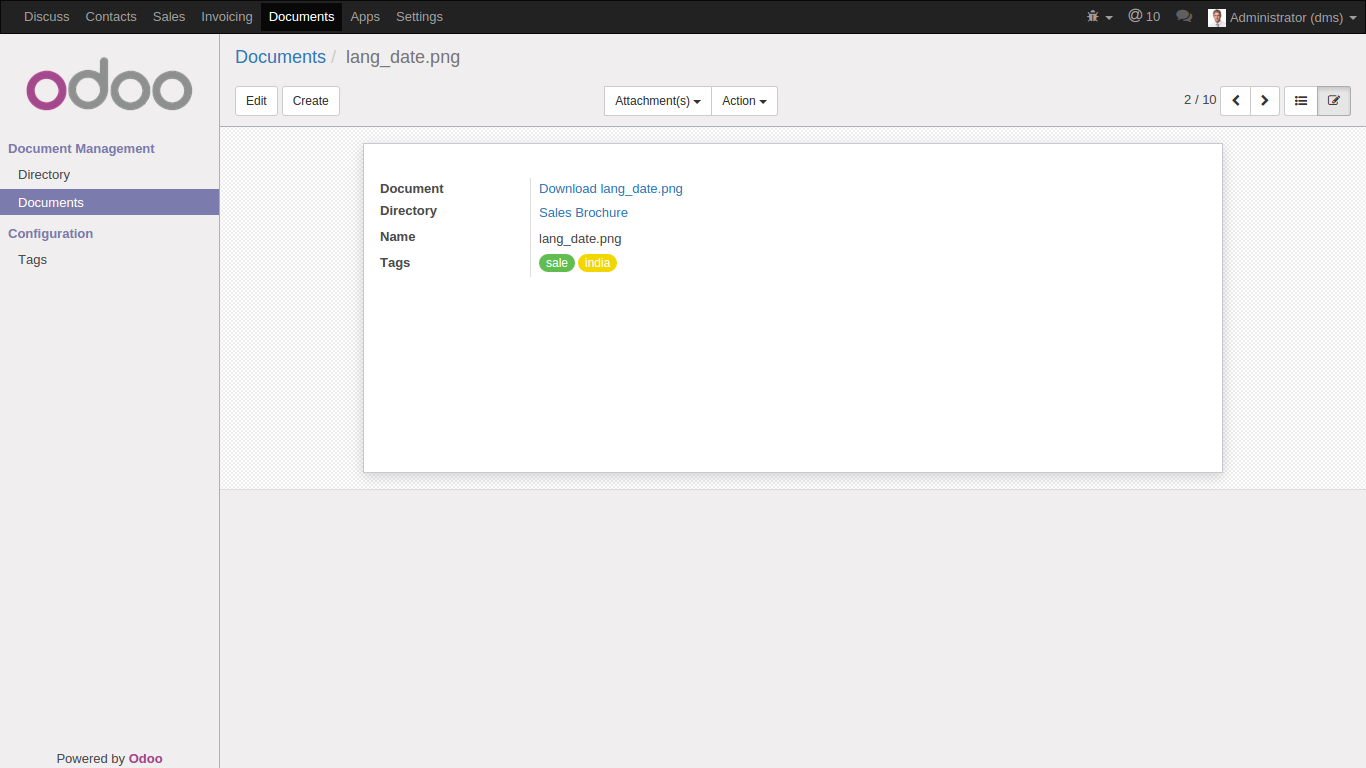 Discuss Contacts Sales Invoicing Documents Apps Settings @ 10 Administrator (dms)
odoo
Documents / lang_date.png
Edit Create Attachment(s) Action 2 / 10
Document Management
Directory
Documents
Configuration
Tags
Document Download lang_date.png
Directory Sales Brochure
Name lang_date.png
Tags sale india
Powered by Odoo